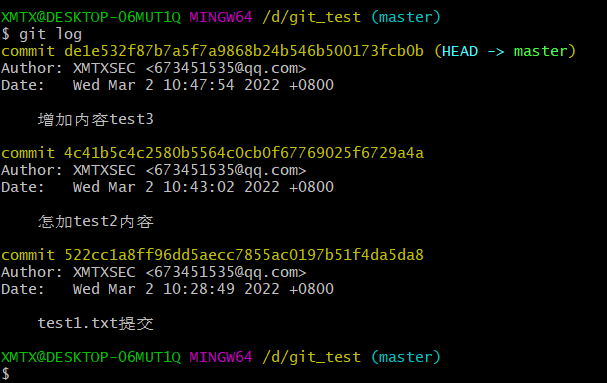 XMTX@DESKTOP-06MUT1Q MINGW64 /d/git_test (master)
$ git log
commit de1e532f87b7a5f7a9868b24b546b500173fcb0b (HEAD -> master)
Author: XMTXSEC <673451535@qq.com>
Date:   Wed Mar 2 10:47:54 2022 +0800
    增加内容test3
commit 4c41b5c4c2580b5564c0cb0f67769025f6729a4a
Author: XMTXSEC <673451535@qq.com>
Date:   Wed Mar 2 10:43:02 2022 +0800
    怎加test2内容
commit 522cc1a8ff96dd5aecc7855ac0197b51f4da5da8
Author: XMTXSEC <673451535@qq.com>
Date:   Wed Mar 2 10:28:49 2022 +0800
    test1.txt提交
XMTX@DESKTOP-06MUT1Q MINGW64 /d/git_test (master)
$